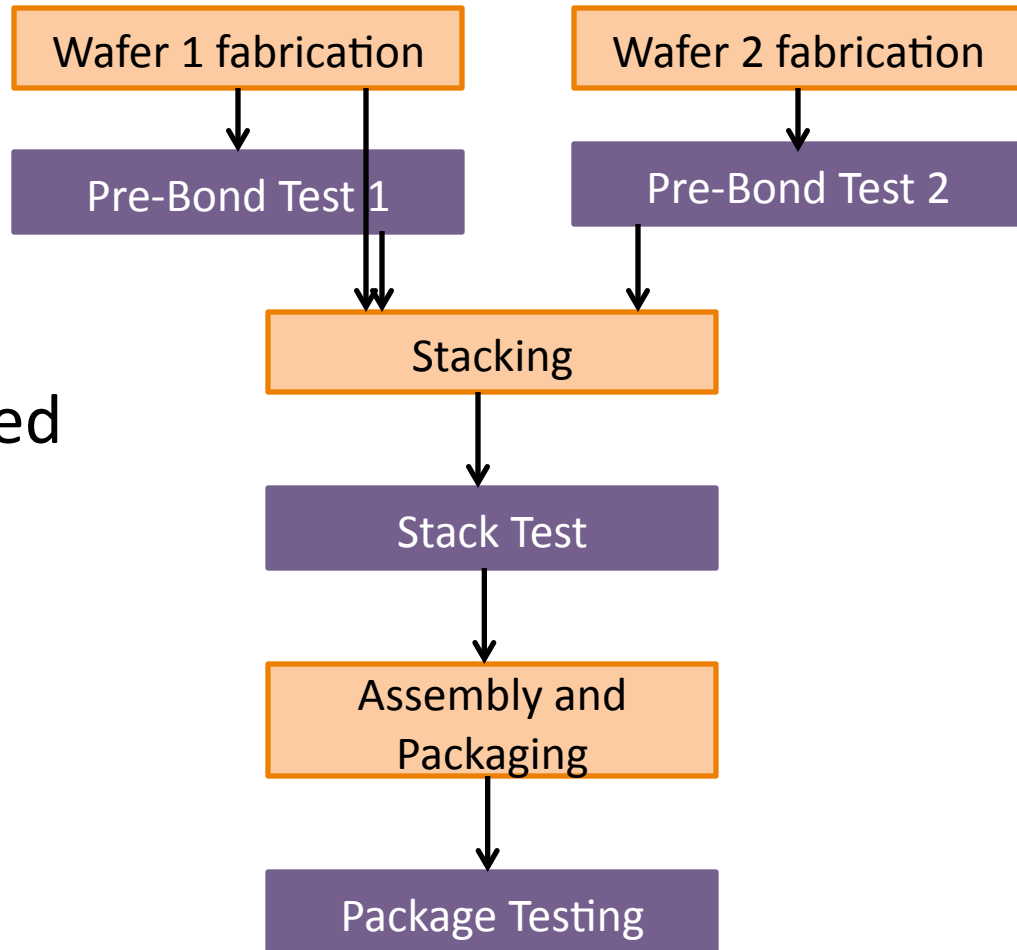 Wafer 1 fabrication
Wafer 2 fabrication
Pre-Bond Test 1
Pre-Bond Test 2
Stacking
ed
Stack Test
Assembly and
Packaging
Package Testing